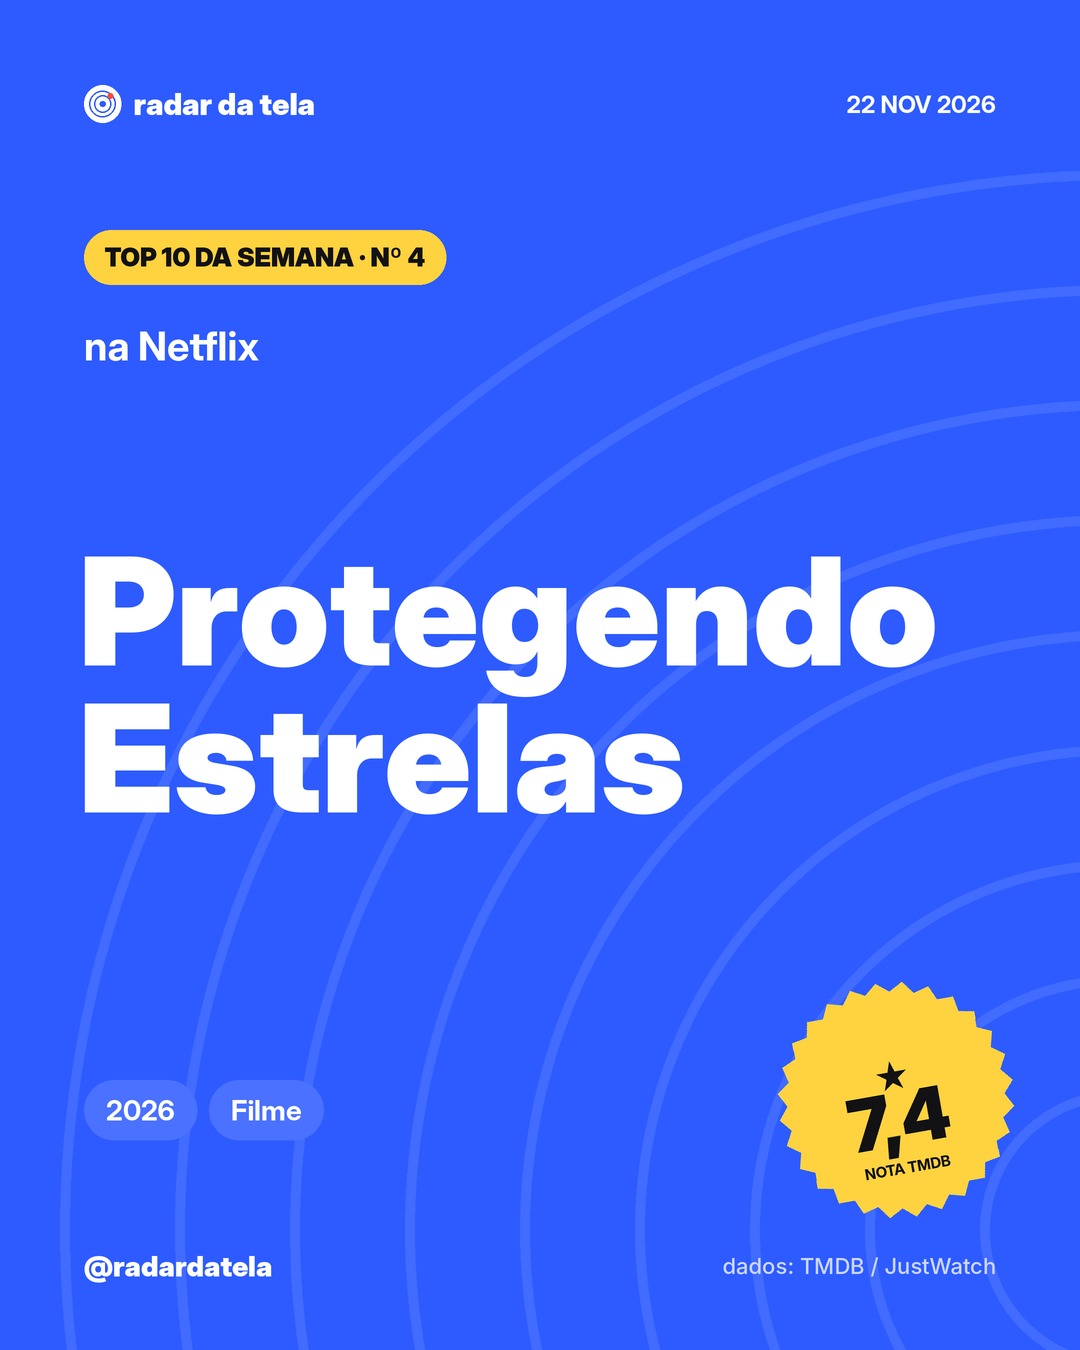 radar da tela
22 NOV 2026
TOP 10 DA SEMANA · Nº 4
na Netflix
Protegendo
Estrelas
2026
Filme
★
7,4
NOTA TMDB
@radardatela
dados: TMDB / JustWatch